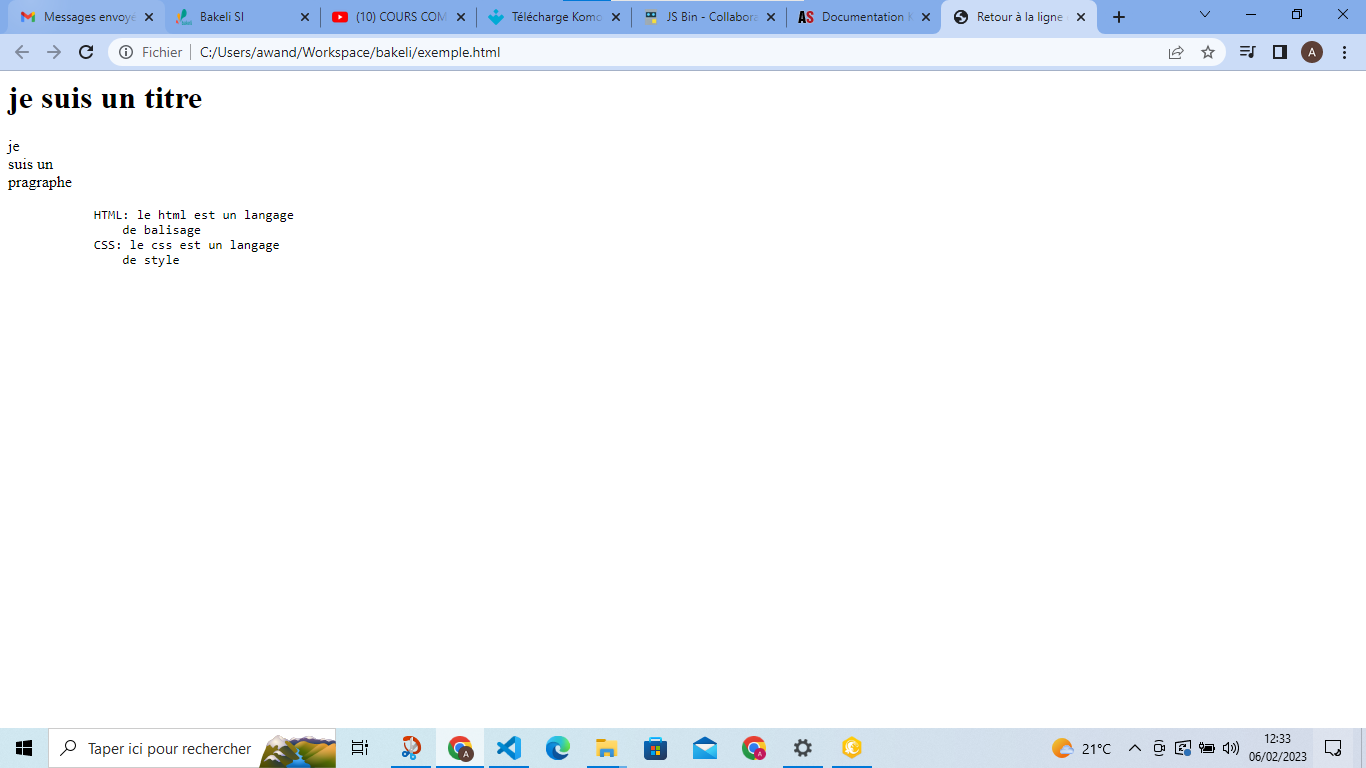 Messages envoyé
Bakeli SI
(10) COURS COM
Télécharge Komo
JS Bin - Collabora
Documentation
Retour à la ligne
Fichier
C:/Users/awand/Workspace/bakeli/exemple.html
A
je suis un titre
je
suis un
pragraphe
HTML: le html est un langage
de balisage
CSS: le css est un langage
de style
Taper ici pour rechercher
21°C
12:33
06/02/2023